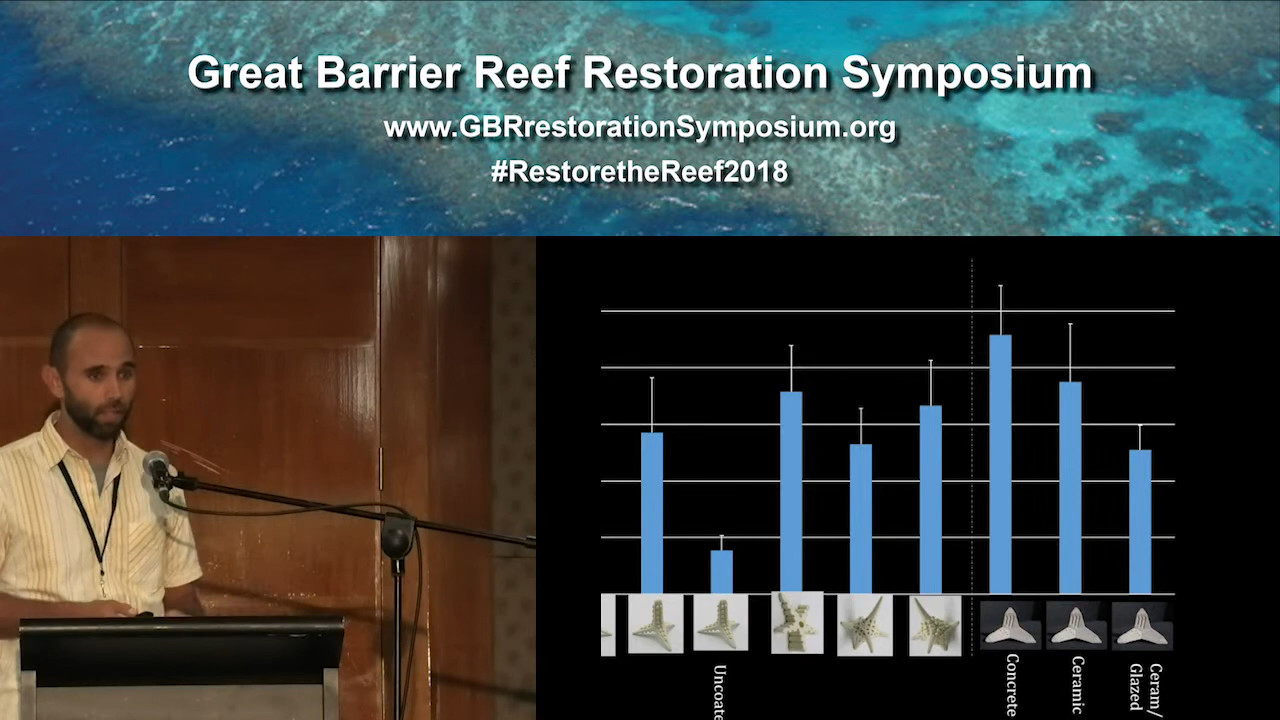 Great Barrier Reef Restoration Symposium
www.GBRrestorationSymposium.org
#RestoretheReef2018
Uncoate
Concrete
Ceramic
Ceram/
Glazed